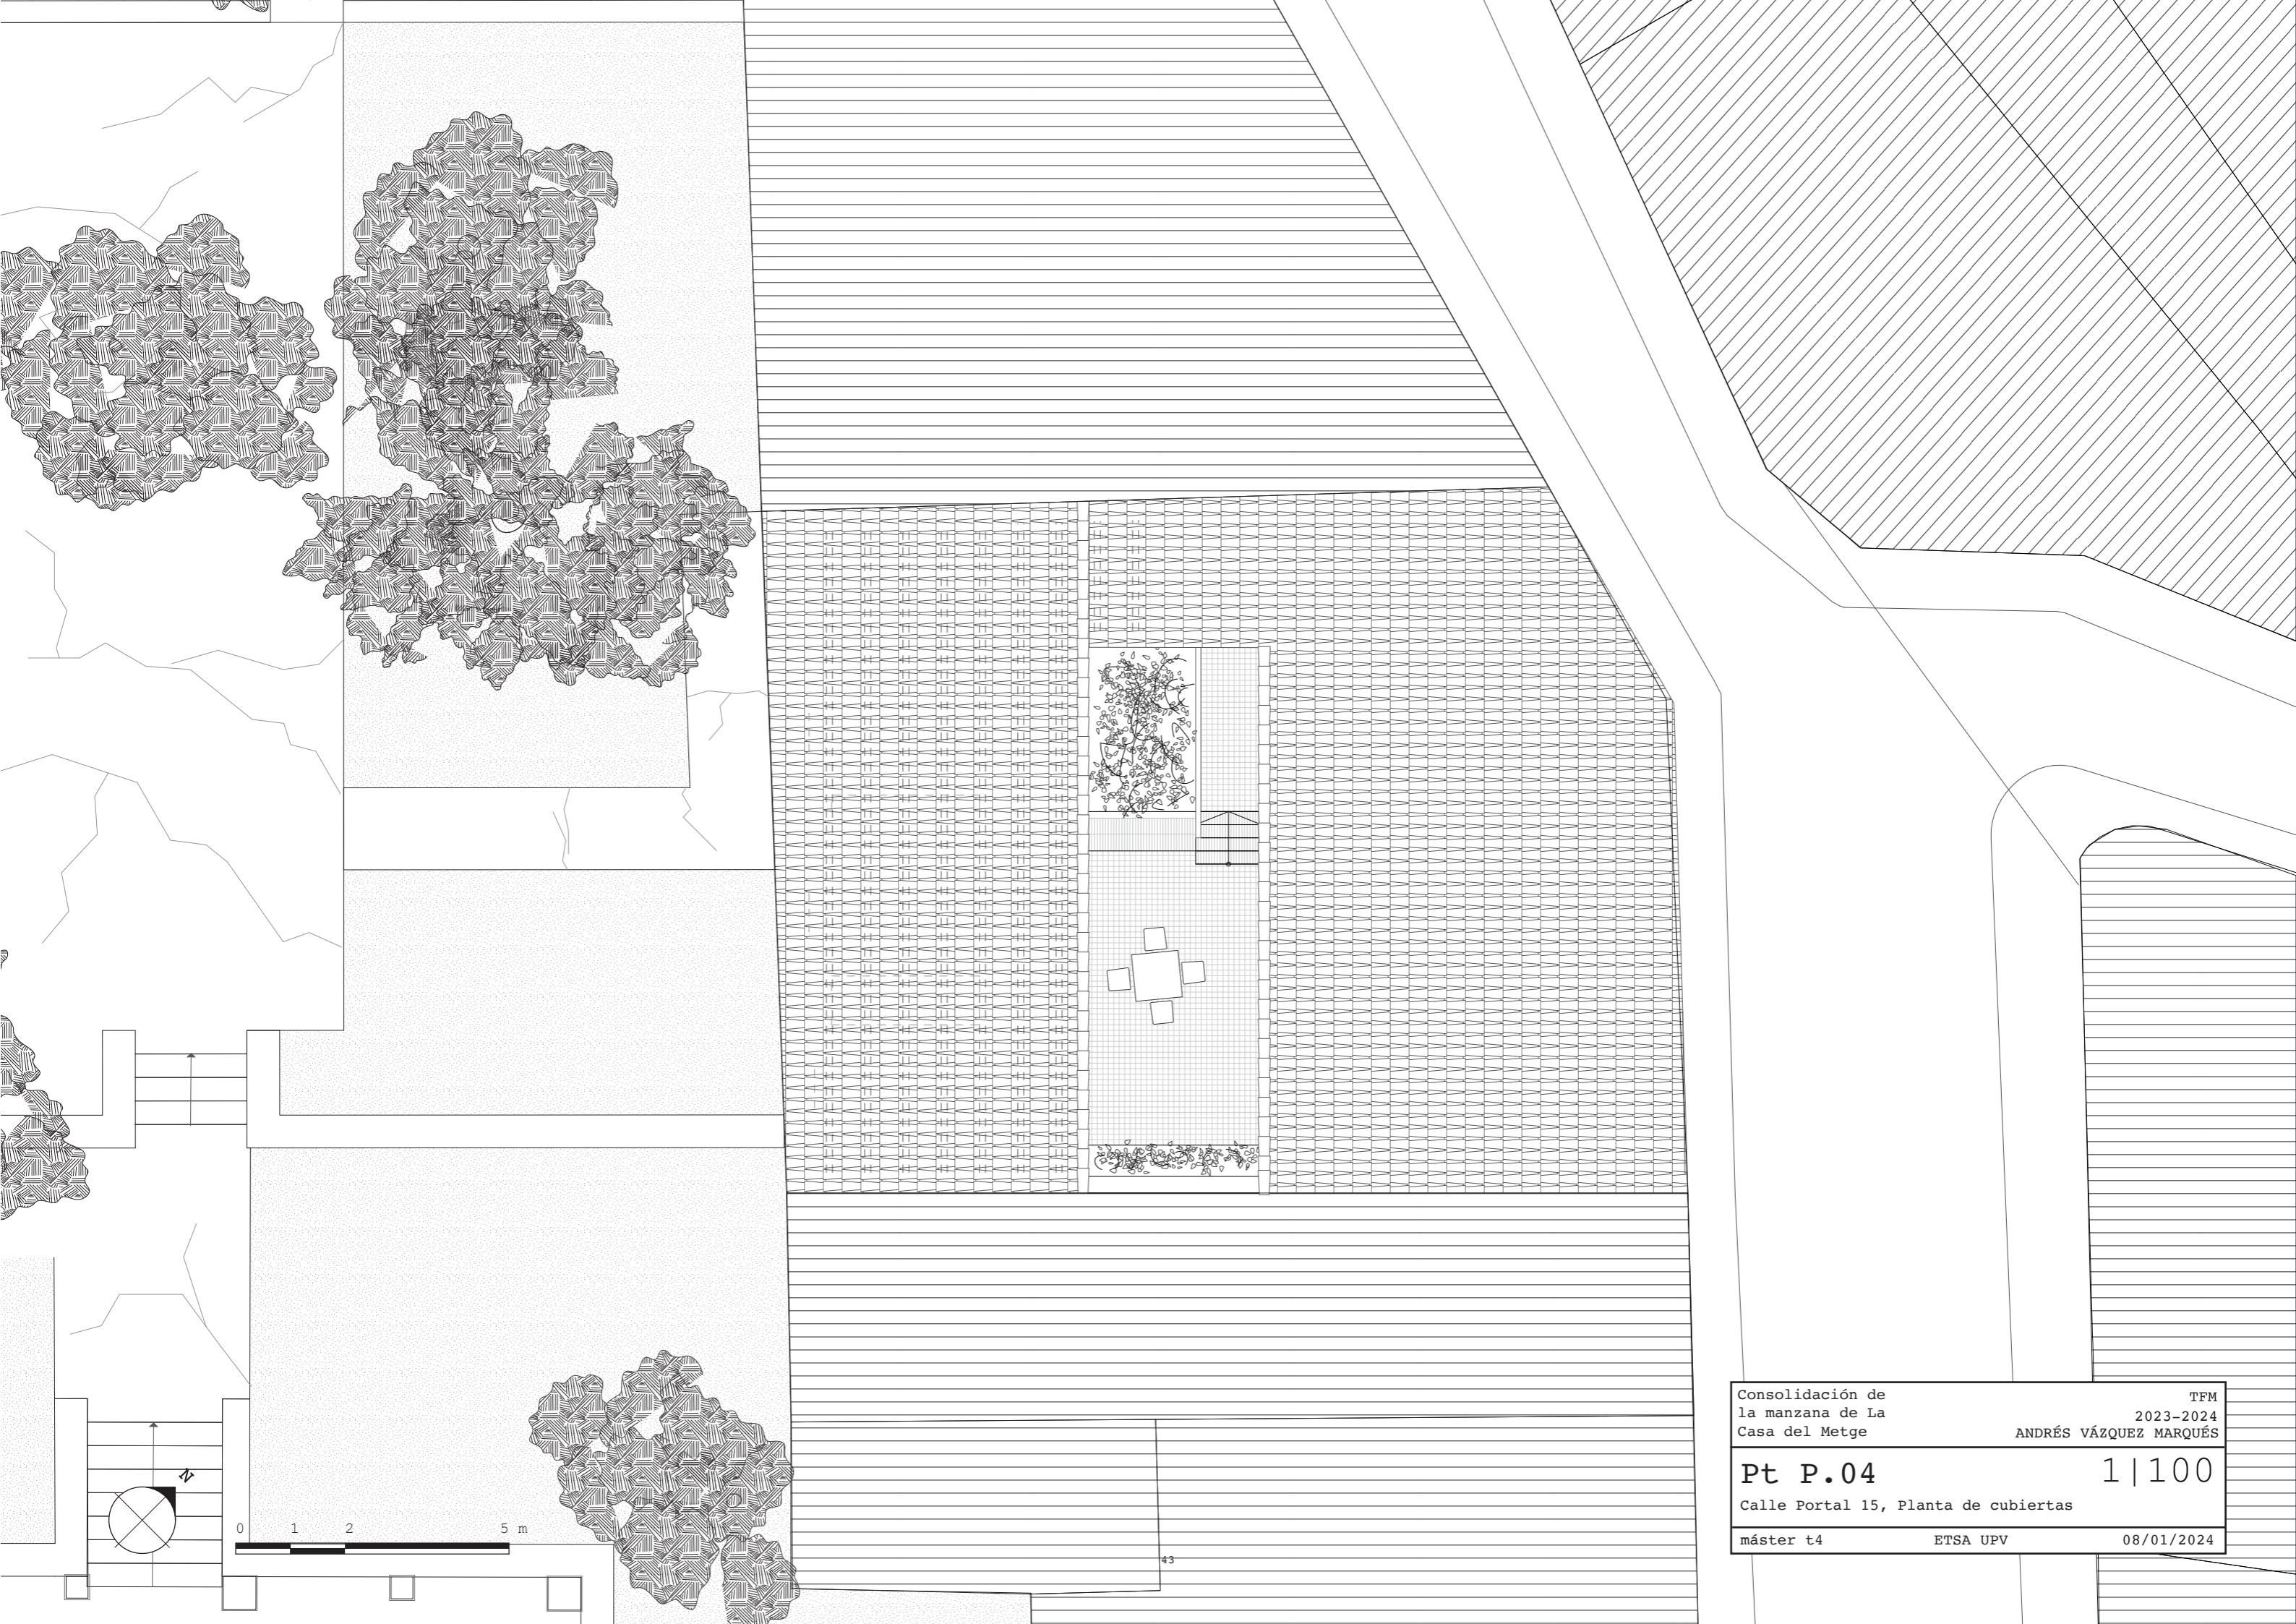 N
0 1 2 5 m
43
Consolidación de
la manzana de La
Casa del Metge
TFM
2023-2024
ANDRÉS VÁZQUEZ MARQUÉS
Pt P.04
1|100
Calle Portal 15, Planta de cubiertas
máster t4 ETSA UPV 08/01/2024